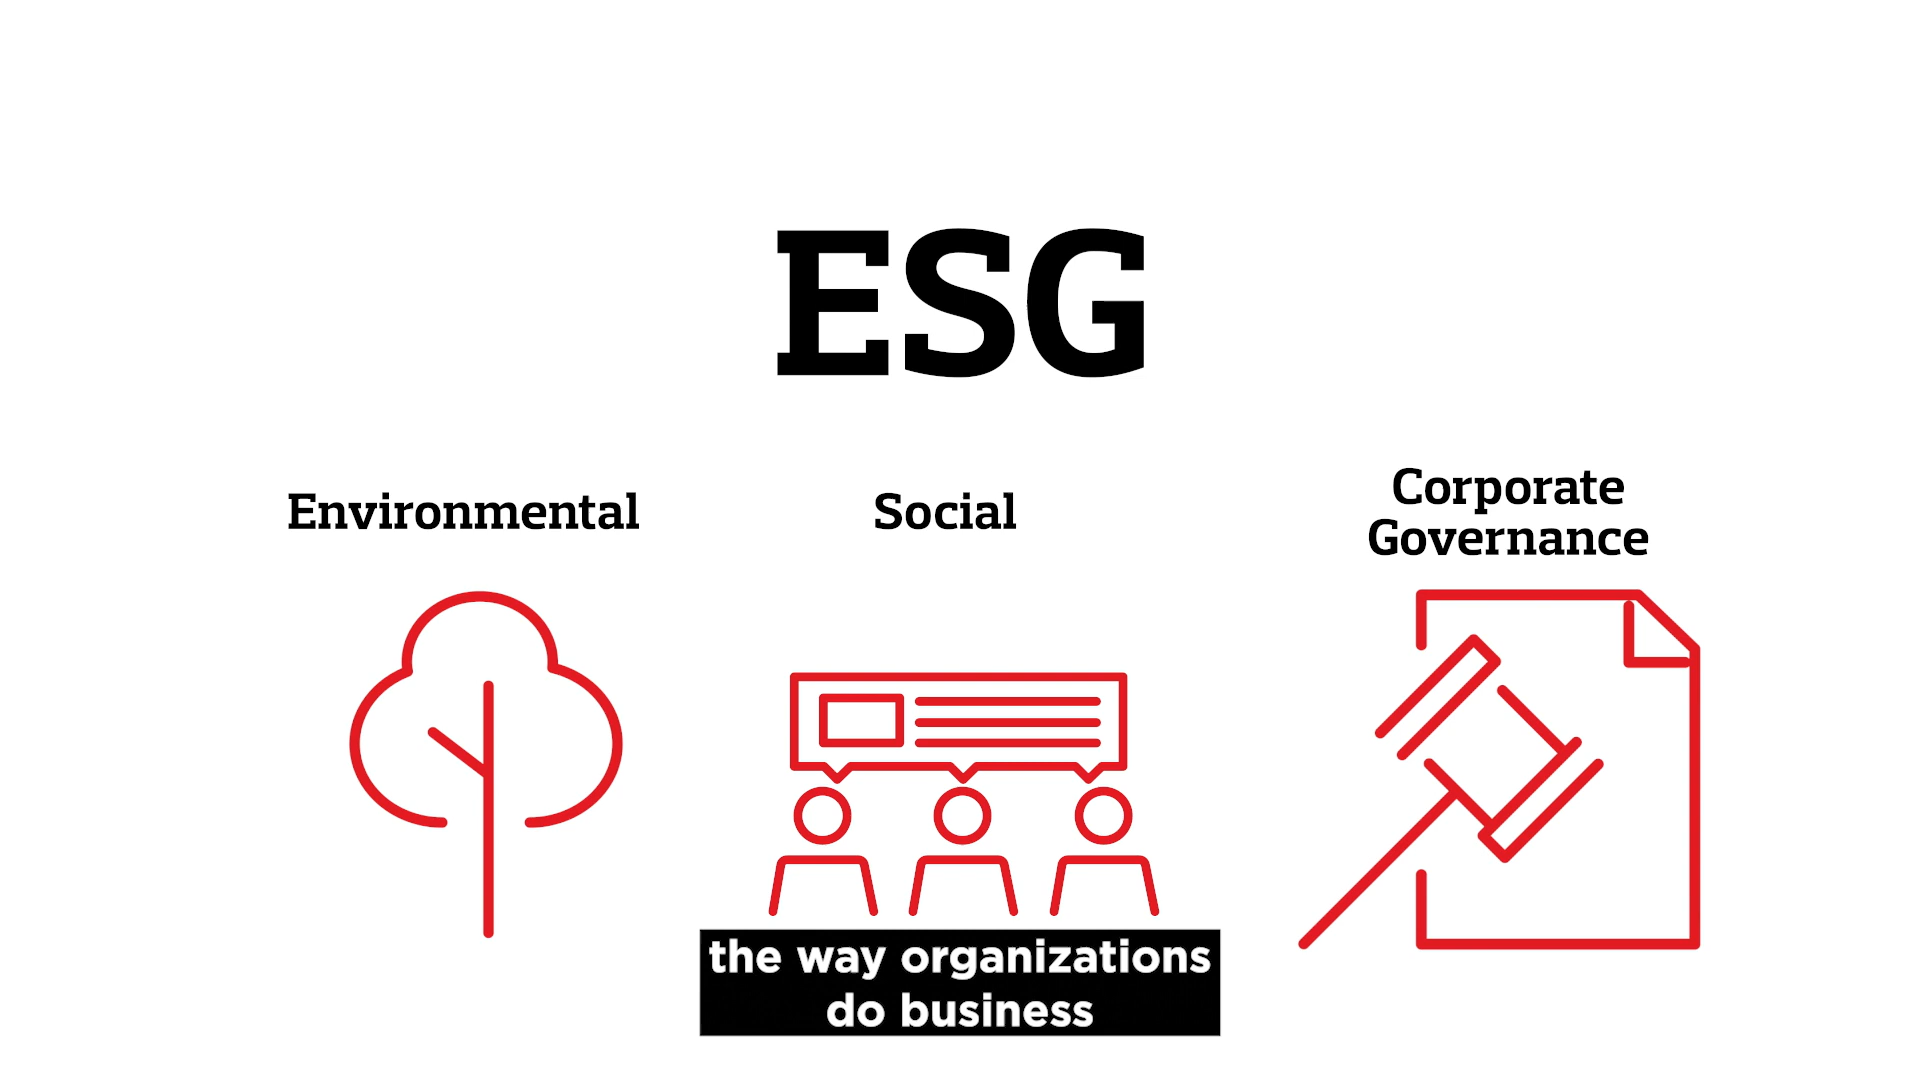 ESG
Environmental
Social
Corporate
Governance
the way organizations
do business